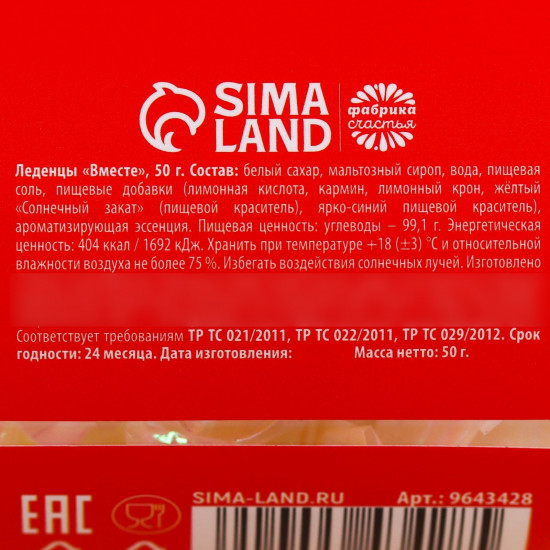 SIMA
LAND
фабрика
счастья
Леденцы «Вместе», 50 г. Состав: белый сахар, мальтозный сироп, вода, пищевая
соль, пищевые добавки (лимонная кислота, кармин, лимонный крон, жёлтый
«Солнечный закат» (пищевой краситель), ярко-синий пищевой краситель),
ароматизирующая эссенция. Пищевая ценность: углеводы – 99,1 г. Энергетическая
ценность: 404 ккал / 1692 кДж. Хранить при температуре +18 (±3) °С и относительной
влажности воздуха не более 75 %. Избегать воздействия солнечных лучей. Изготовлено
Соответствует требованиям ТР ТС 021/2011, ТР ТС 022/2011, ТР ТС 029/2012. Срок
годности: 24 месяца. Дата изготовления: Масса нетто: 50 г.
EAC
SIMA-LAND.RU Арт.: 9643428